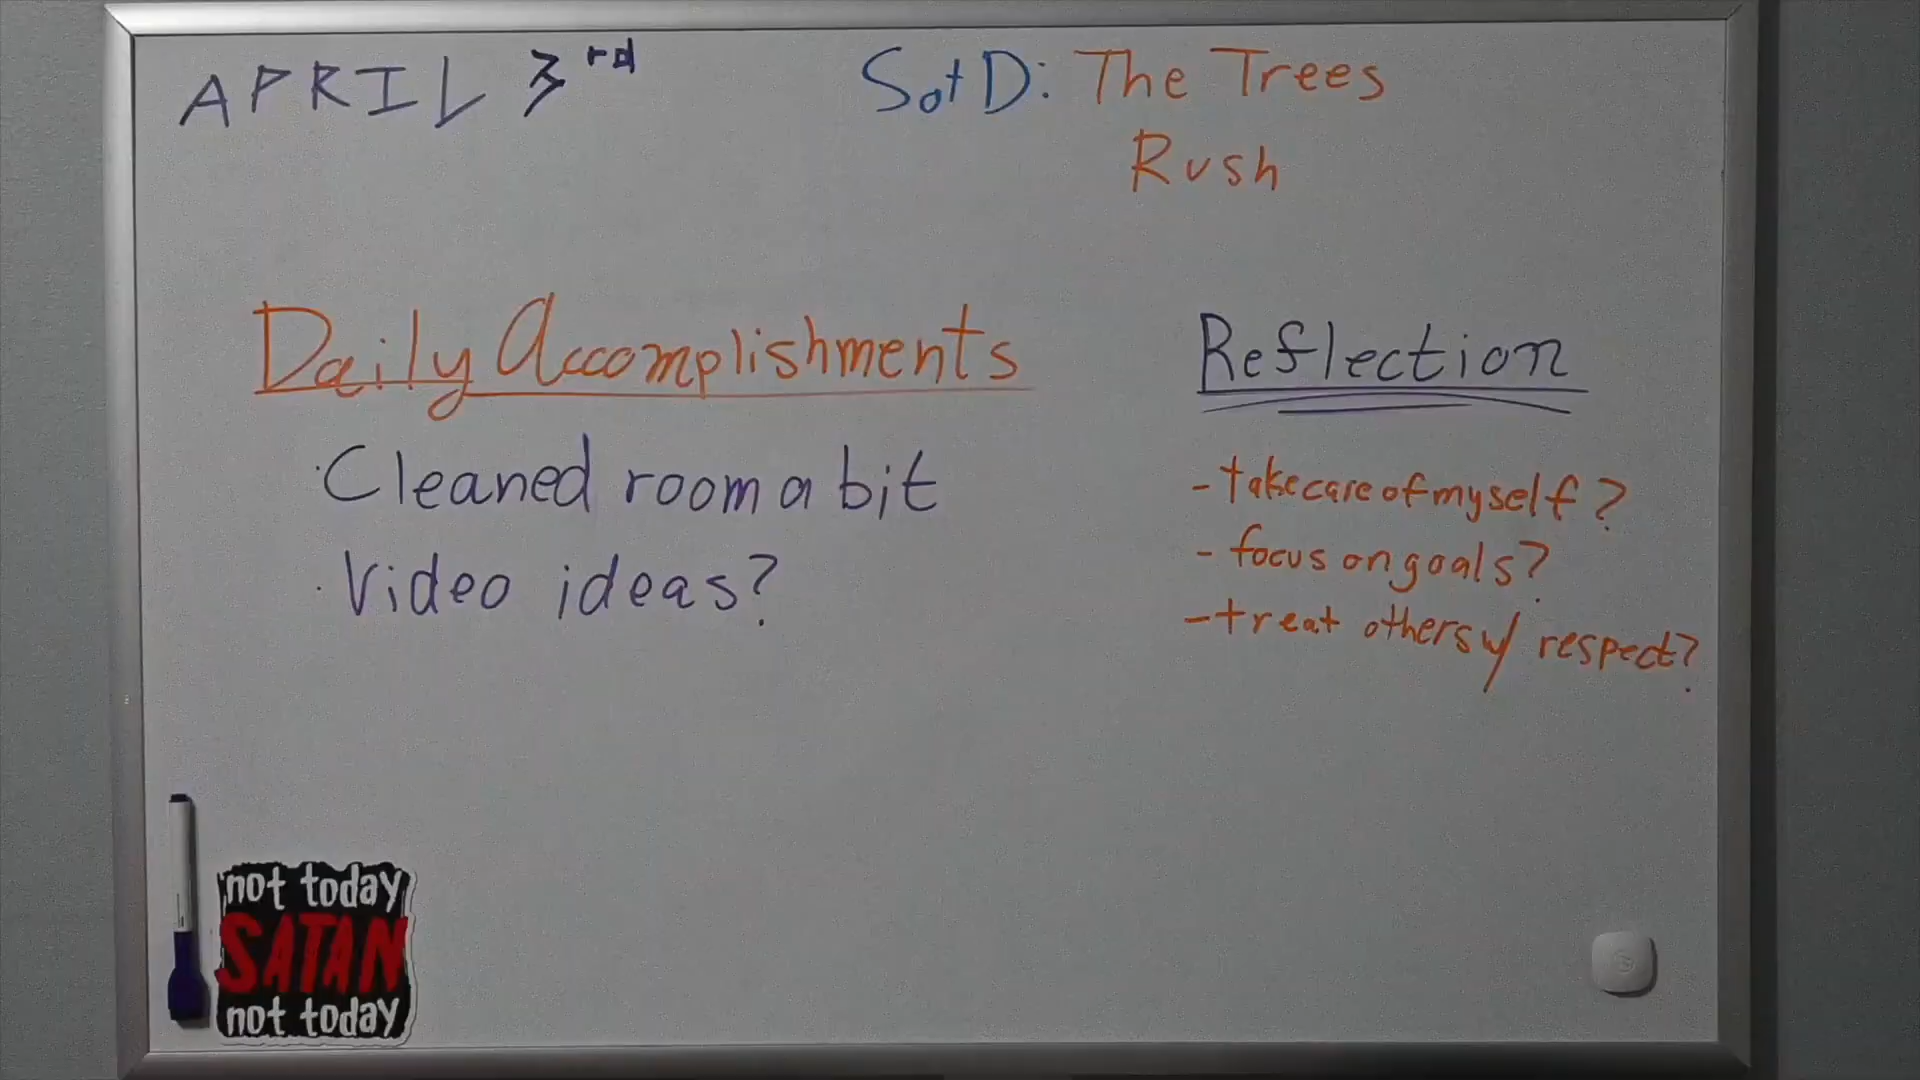 APRIL 3rd
SotD: The Trees
Rush
Daily Accomplishments
· Cleaned room a bit
· Video ideas?
Reflection
- take care of myself?
- focus on goals?
- treat others w/ respect?
not today
SATAN
not today